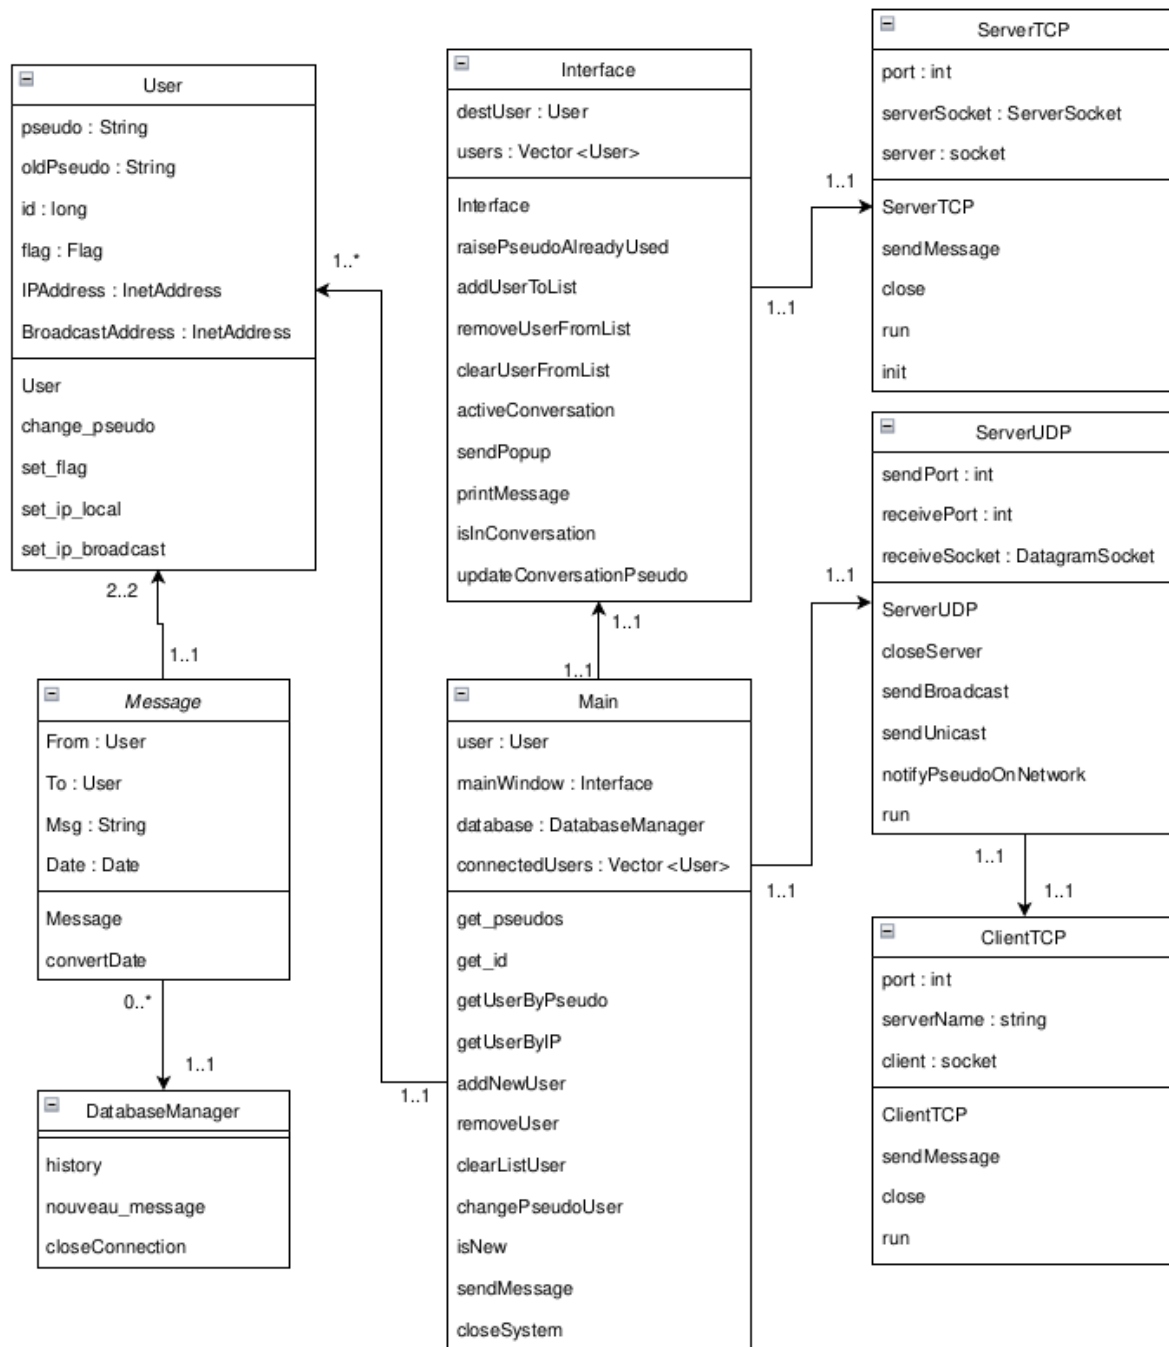 User
pseudo : String
oldPseudo : String
id : long
flag : Flag
IPAddress : InetAddress
BroadcastAddress : InetAddress
User
change_pseudo
set_flag
set_ip_local
set_ip_broadcast
1..*
2..2
1..1
Message
From : User
To : User
Msg : String
Date : Date
Message
convertDate
0..*
1..1
DatabaseManager
history
nouveau_message
closeConnection
Interface
destUser : User
users : Vector <User>
Interface
raisePseudoAlreadyUsed
addUserToList
removeUserFromList
clearUserFromList
activeConversation
sendPopup
printMessage
isInConversation
updateConversationPseudo
1..1
1..1
Main
user : User
mainWindow : Interface
database : DatabaseManager
connectedUsers : Vector <User>
get_pseudos
get_id
getUserByPseudo
getUserByIP
addNewUser
removeUser
clearListUser
changePseudoUser
isNew
sendMessage
closeSystem
1..1
1..1
1..1
1..1
1..1
ServerTCP
port : int
serverSocket : ServerSocket
server : socket
ServerTCP
sendMessage
close
run
init
ServerUDP
sendPort : int
receivePort : int
receiveSocket : DatagramSocket
ServerUDP
closeServer
sendBroadcast
sendUnicast
notifyPseudoOnNetwork
run
1..1
1..1
ClientTCP
port : int
serverName : string
client : socket
ClientTCP
sendMessage
close
run